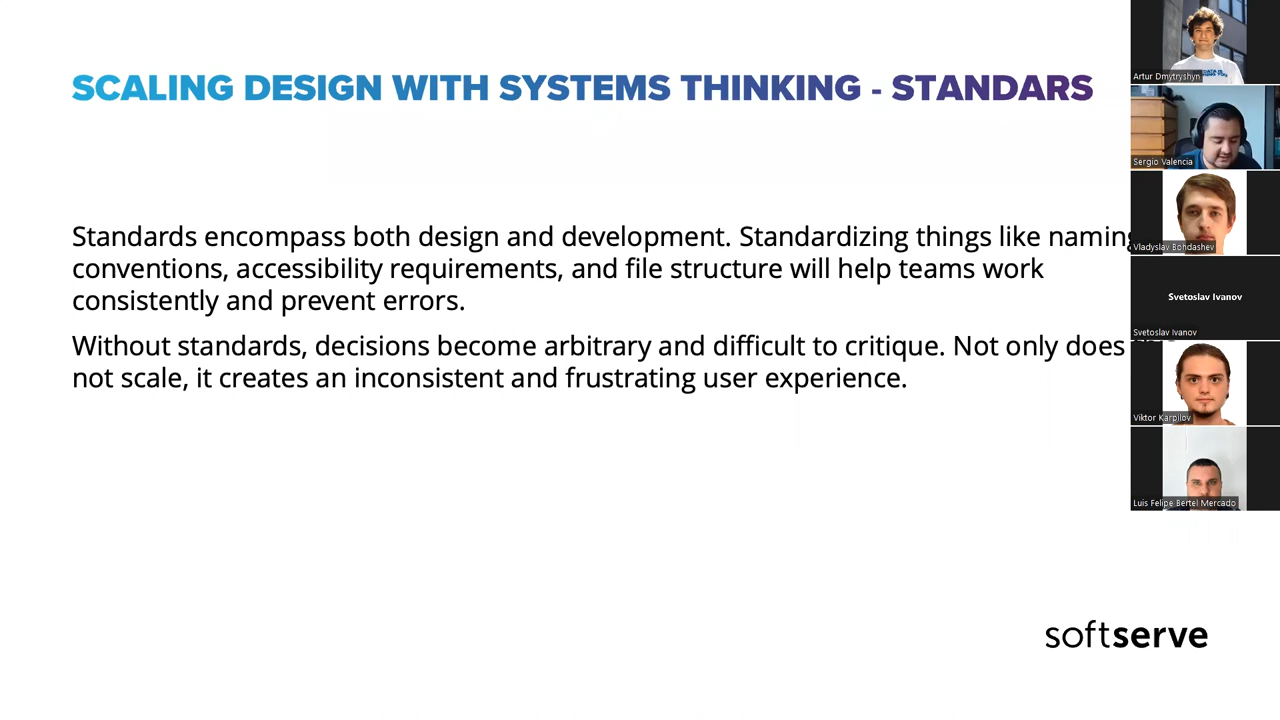 SCALING DESIGN WITH SYSTEMS THINKING - STANDARS
Standards encompass both design and development. Standardizing things like naming
conventions, accessibility requirements, and file structure will help teams work
consistently and prevent errors.
Without standards, decisions become arbitrary and difficult to critique. Not only does
not scale, it creates an inconsistent and frustrating user experience.
softserve
Artur Dmytryshyn
Sergio Valencia
Vladyslav Bohdashev
Svetoslav Ivanov
Svetoslav Ivanov
Viktor Karpilov
Luis Felipe Bertel Mercado